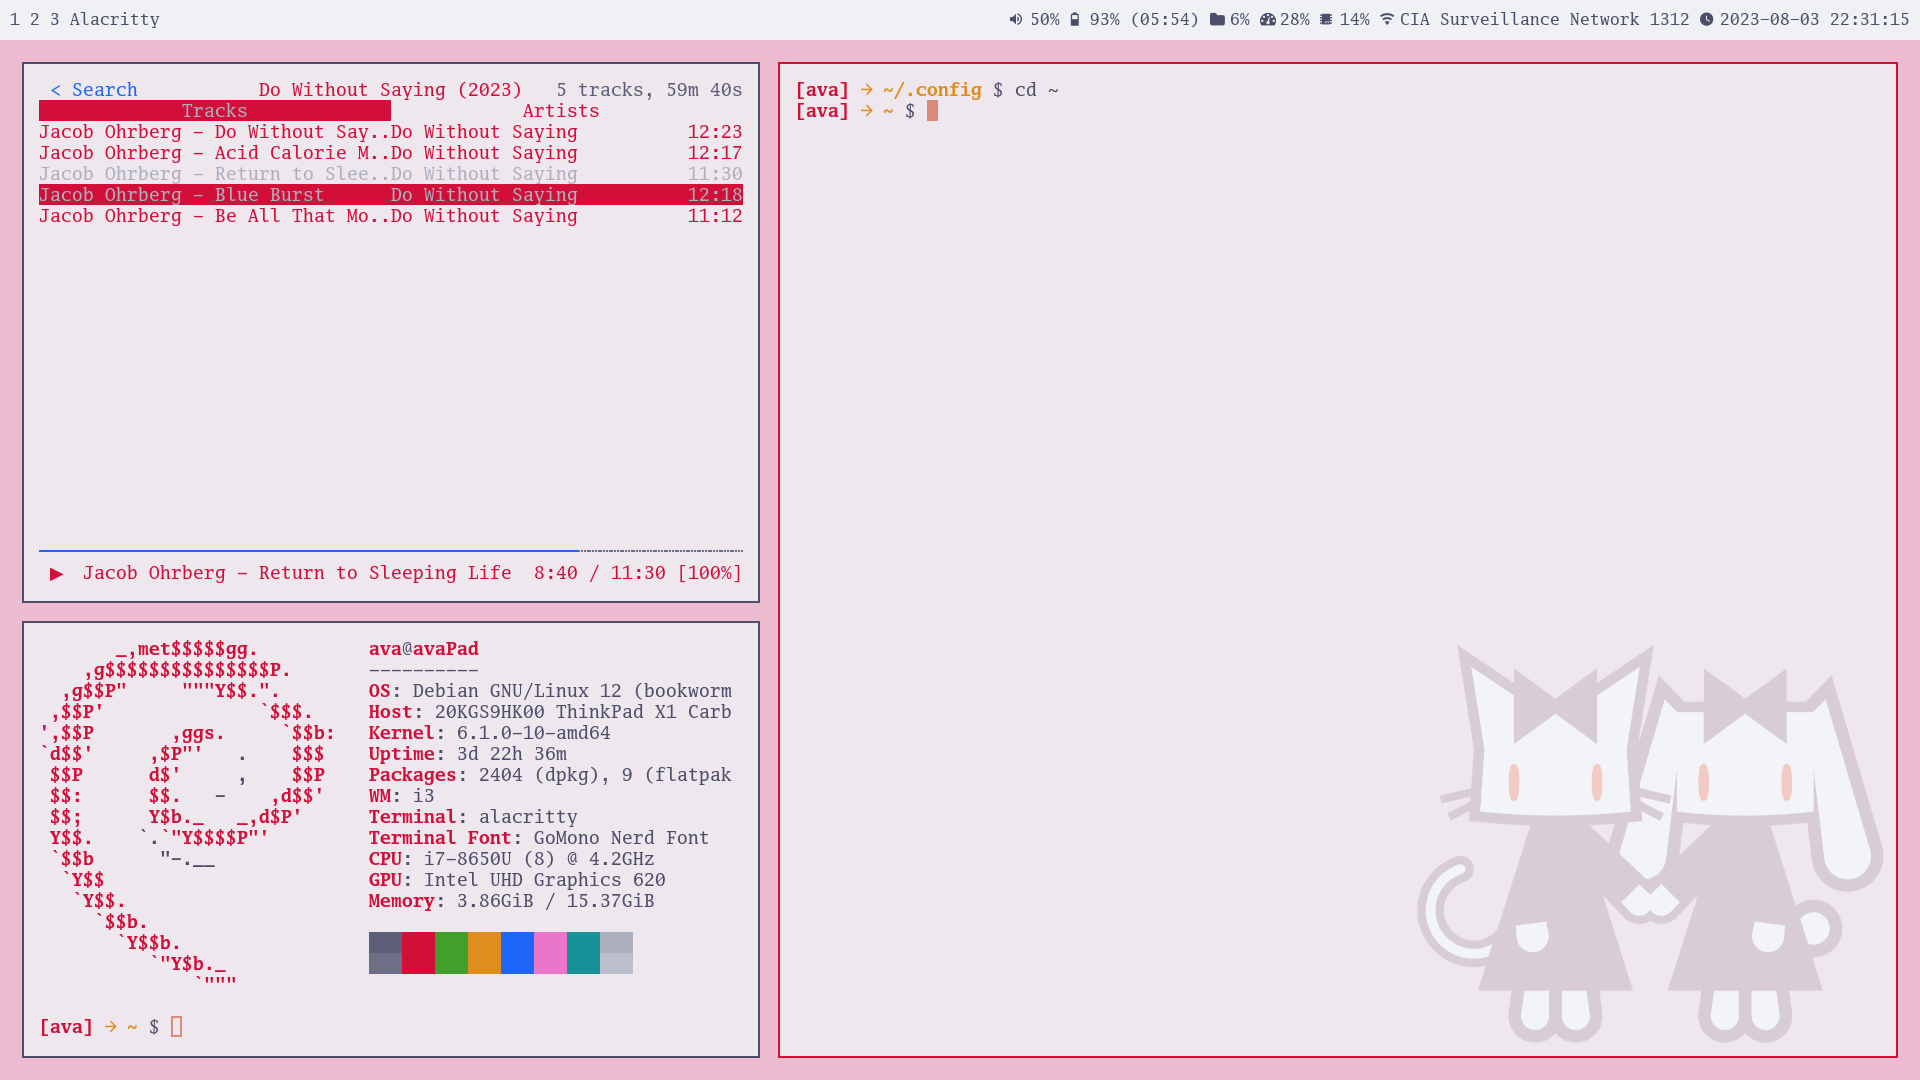 1 2 3 Alacritty
50% 93% (05:54) 6% 28% 14% CIA Surveillance Network 1312 2023-08-03 22:31:15
< Search Do Without Saying (2023) 5 tracks, 59m 40s
Tracks Artists
Jacob Ohrberg - Do Without Say..Do Without Saying 12:23
Jacob Ohrberg - Acid Calorie M..Do Without Saying 12:17
Jacob Ohrberg - Return to Slee..Do Without Saying 11:30
Jacob Ohrberg - Blue Burst Do Without Saying 12:18
Jacob Ohrberg - Be All That Mo..Do Without Saying 11:12
▶ Jacob Ohrberg - Return to Sleeping Life 8:40 / 11:30 [100%]
[ava] → ~/.config $ cd ~
[ava] → ~ $
_,met$$$$$gg.
,g$$$$$$$$$$$$$$$P.
,g$$P" """Y$$.".
,$$P' `$$$.
',$$P ,ggs. `$$b:
`d$$' ,$P"' . $$$
$$P d$' , $$P
$$: $$. - ,d$$'
$$; Y$b._ _,d$P'
Y$$. `.`"Y$$$$P"'
`$$b "-.__
`Y$$
`Y$$.
`$$b.
`Y$$b.
`"Y$b._
`"""
ava@avaPad
----------
OS: Debian GNU/Linux 12 (bookworm
Host: 20KGS9HK00 ThinkPad X1 Carb
Kernel: 6.1.0-10-amd64
Uptime: 3d 22h 36m
Packages: 2404 (dpkg), 9 (flatpak
WM: i3
Terminal: alacritty
Terminal Font: GoMono Nerd Font
CPU: i7-8650U (8) @ 4.2GHz
GPU: Intel UHD Graphics 620
Memory: 3.86GiB / 15.37GiB
[ava] → ~ $